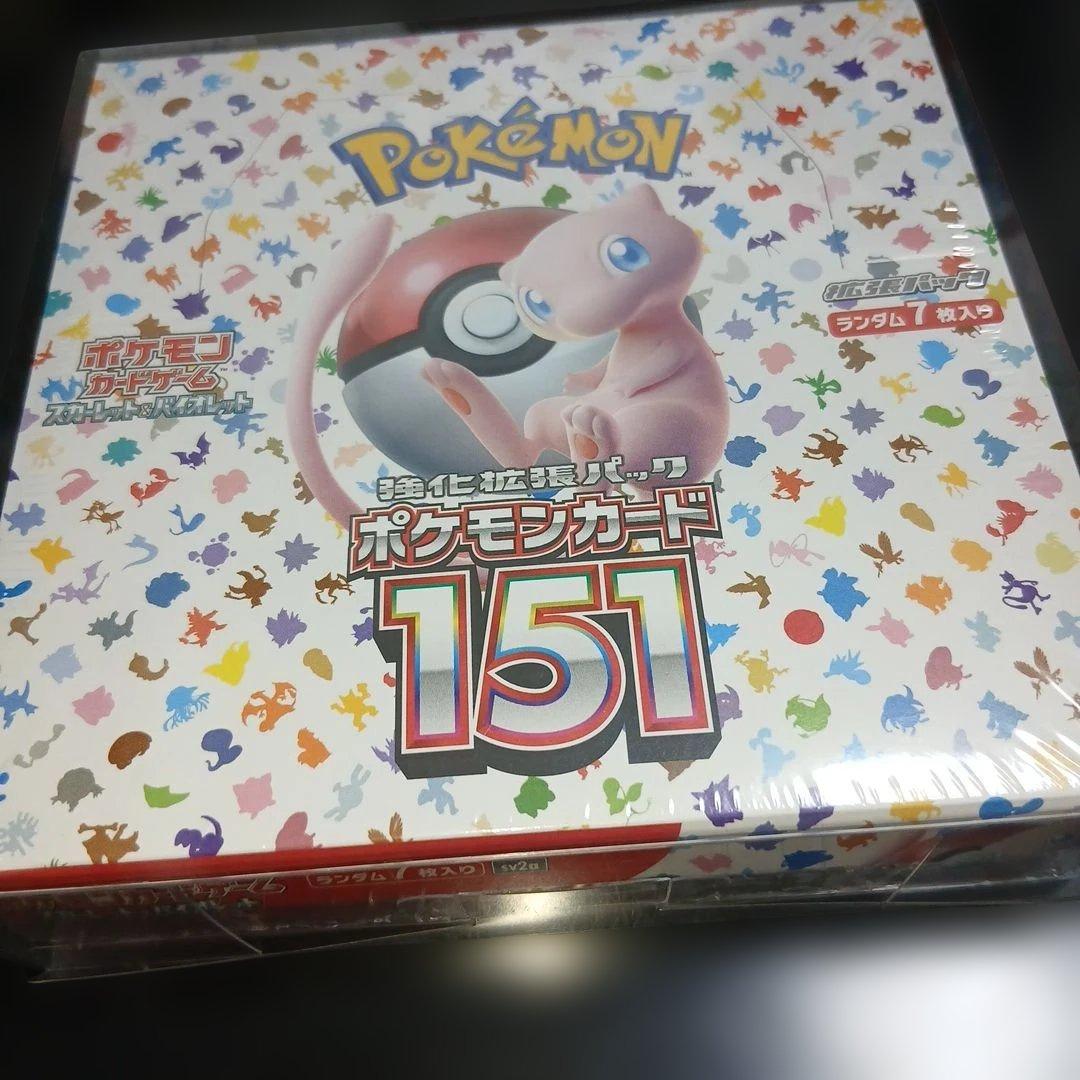 POKéMON
TM
拡張パック
ランダム7枚入り
ポケモン
カードゲーム
TM
スカーレット&バイオレット
強化拡張パック
ポケモンカード
151
ランダム7枚入り
sv2a